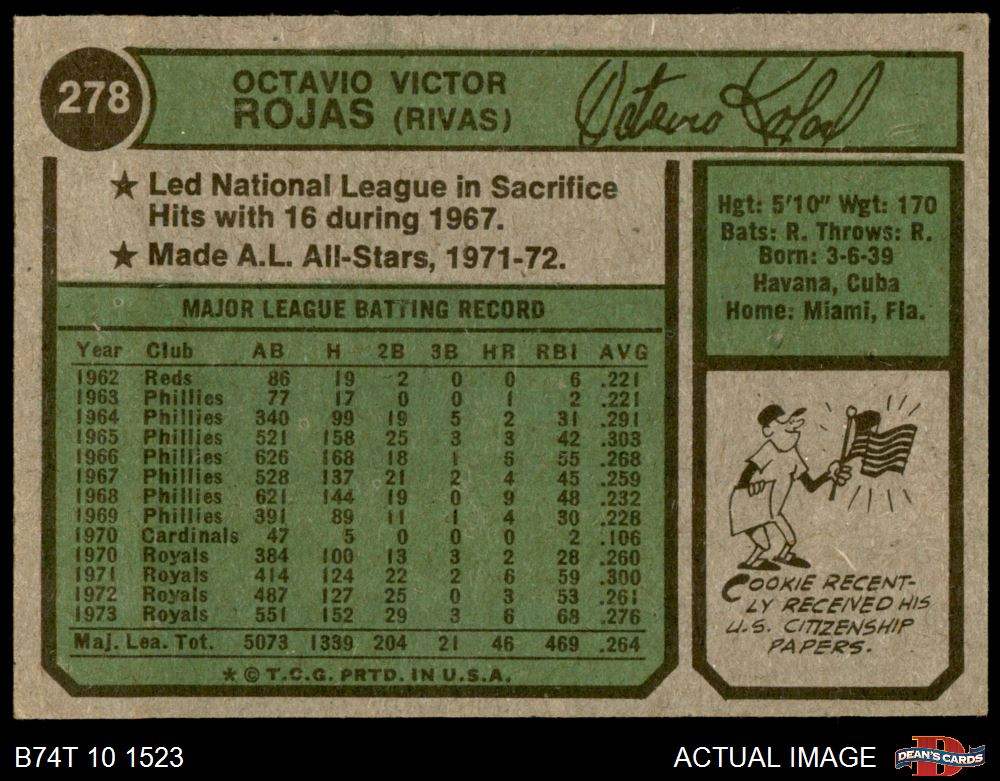 278
OCTAVIO VICTOR
ROJAS (RIVAS)
Octavio Rojas
★ Led National League in Sacrifice
Hits with 16 during 1967.
★ Made A.L. All-Stars, 1971-72.
MAJOR LEAGUE BATTING RECORD
Year Club AB H 2B 3B HR RBI AVG
1962 Reds 86 19 2 0 0 6 .221
1963 Phillies 77 17 0 0 1 2 .221
1964 Phillies 340 99 19 5 2 31 .291
1965 Phillies 521 158 25 3 3 42 .303
1966 Phillies 626 168 18 1 6 55 .268
1967 Phillies 528 137 21 2 4 45 .259
1968 Phillies 621 144 19 0 9 48 .232
1969 Phillies 391 89 11 1 4 30 .228
1970 Cardinals 47 5 0 0 0 2 .106
1970 Royals 384 100 13 3 2 28 .260
1971 Royals 414 124 22 2 6 59 .300
1972 Royals 487 127 25 0 3 53 .261
1973 Royals 551 152 29 3 6 68 .276
Maj. Lea. Tot. 5073 1339 204 21 46 469 .264
★ © T.C.G. PRTD. IN U.S.A.
Hgt: 5'10" Wgt: 170
Bats: R. Throws: R.
Born: 3-6-39
Havana, Cuba
Home: Miami, Fla.
COOKIE RECENT-
LY RECEIVED HIS
U.S. CITIZENSHIP
PAPERS.
B74T 10 1523
ACTUAL IMAGE
D
DEAN'S CARDS